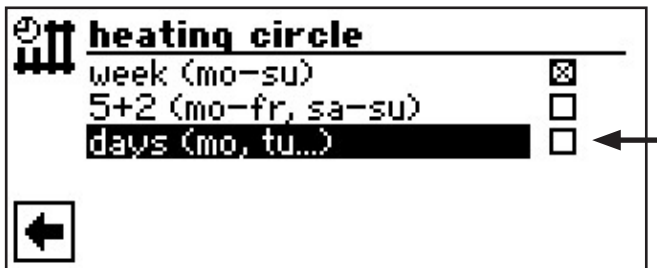 heating circle
week (mo-su)
5+2 (mo-fr, sa-su)
days (mo, tu...)